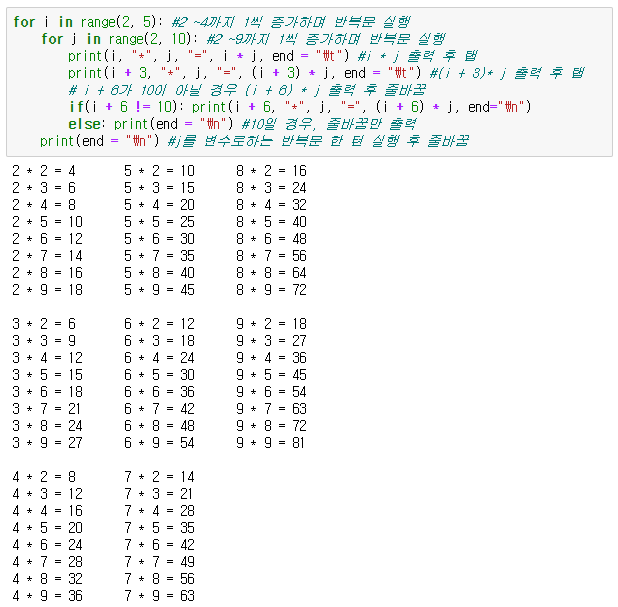 for i in range(2, 5): #2 ~4까지 1씩 증가하며 반복문 실행
for j in range(2, 10): #2 ~9까지 1씩 증가하며 반복문 실행
print(i, "*", j, "=", i * j, end = "₩t") #i * j 출력 후 탭
print(i + 3, "*", j, "=", (i + 3) * j, end = "₩t") #(i + 3)* j 출력 후 탭
# i + 6가 10이 아닐 경우 (i + 6) * j 출력 후 줄바꿈
if(i + 6 != 10): print(i + 6, "*", j, "=", (i + 6) * j, end="₩n")
else: print(end = "₩n") #10일 경우, 줄바꿈만 출력
print(end = "₩n") #j를 변수로하는 반복문 한 턴 실행 후 줄바꿈
2 * 2 = 4 5 * 2 = 10 8 * 2 = 16
2 * 3 = 6 5 * 3 = 15 8 * 3 = 24
2 * 4 = 8 5 * 4 = 20 8 * 4 = 32
2 * 5 = 10 5 * 5 = 25 8 * 5 = 40
2 * 6 = 12 5 * 6 = 30 8 * 6 = 48
2 * 7 = 14 5 * 7 = 35 8 * 7 = 56
2 * 8 = 16 5 * 8 = 40 8 * 8 = 64
2 * 9 = 18 5 * 9 = 45 8 * 9 = 72
3 * 2 = 6 6 * 2 = 12 9 * 2 = 18
3 * 3 = 9 6 * 3 = 18 9 * 3 = 27
3 * 4 = 12 6 * 4 = 24 9 * 4 = 36
3 * 5 = 15 6 * 5 = 30 9 * 5 = 45
3 * 6 = 18 6 * 6 = 36 9 * 6 = 54
3 * 7 = 21 6 * 7 = 42 9 * 7 = 63
3 * 8 = 24 6 * 8 = 48 9 * 8 = 72
3 * 9 = 27 6 * 9 = 54 9 * 9 = 81
4 * 2 = 8 7 * 2 = 14
4 * 3 = 12 7 * 3 = 21
4 * 4 = 16 7 * 4 = 28
4 * 5 = 20 7 * 5 = 35
4 * 6 = 24 7 * 6 = 42
4 * 7 = 28 7 * 7 = 49
4 * 8 = 32 7 * 8 = 56
4 * 9 = 36 7 * 9 = 63